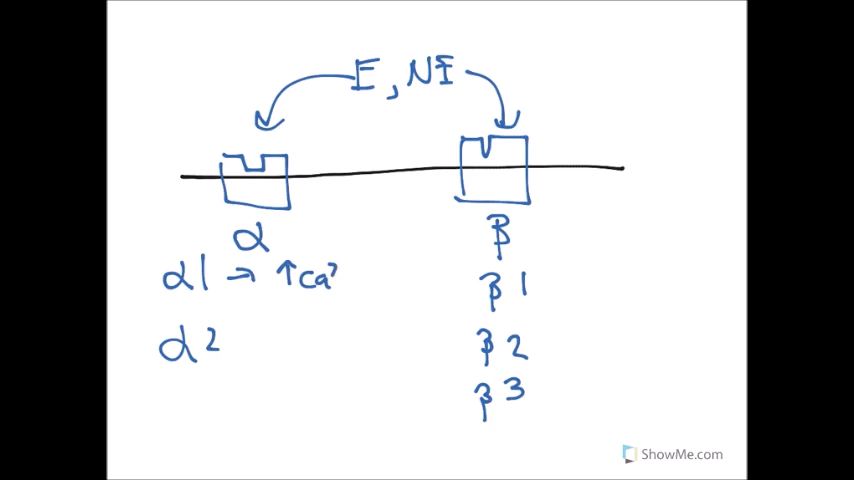 E, NE
α β
α1 → ↑ca²
β1
α2 β2
β3
ShowMe.com